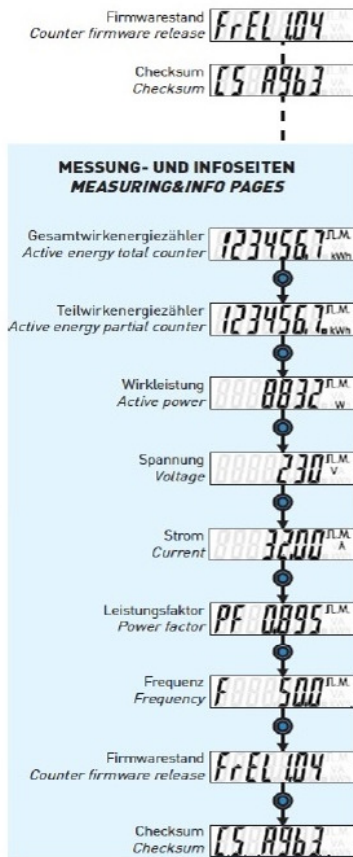 Firmwarestand
Counter firmware release
FrEL 1.04
Checksum
Checksum
CS A9b3
MESSUNG- UND INFOSEITEN
MEASURING&INFO PAGES
Gesamtwirkenergiezähler
Active energy total counter
123456.7 kWh
Teilwirkenergiezähler
Active energy partial counter
123456.7 kWh
Wirkleistung
Active power
8832 W
Spannung
Voltage
230 V
Strom
Current
32.00 A
Leistungsfaktor
Power factor
PF 0.895
Frequenz
Frequency
F 50.0
Firmwarestand
Counter firmware release
FrEL 1.04
Checksum
Checksum
CS A9b3